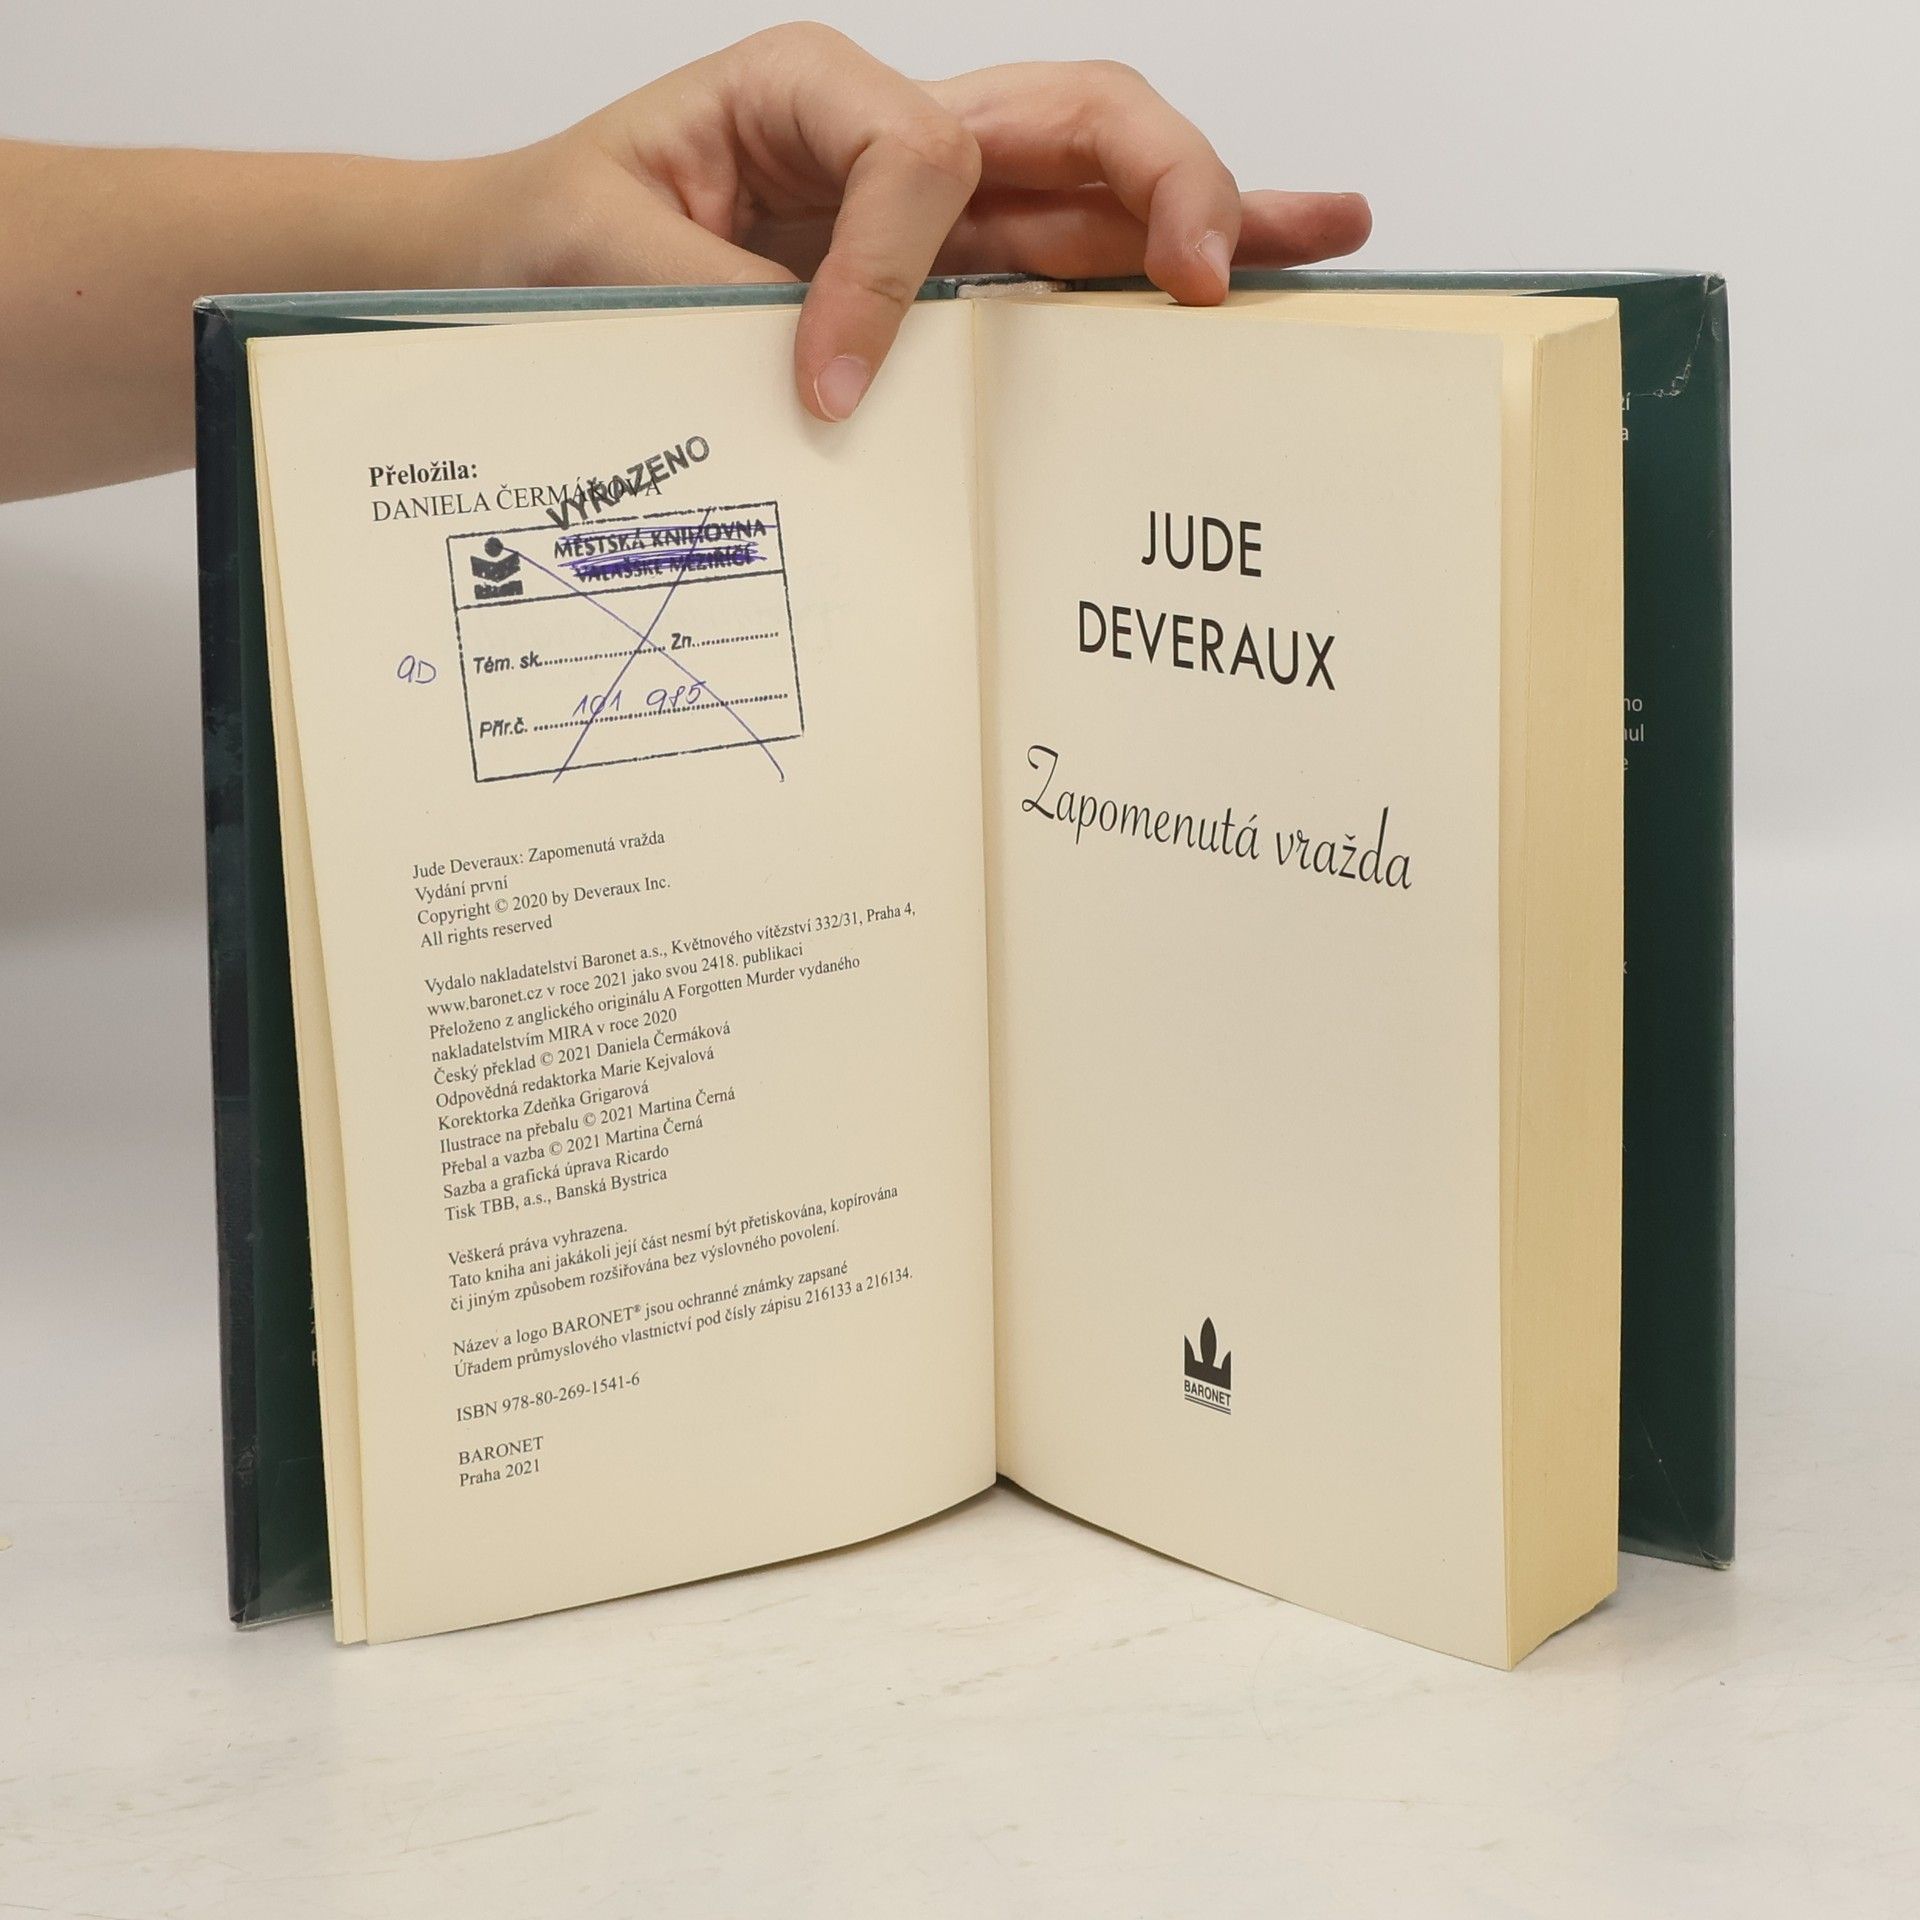 Přeložila:
DANIELA ČERMÁKOVÁ
VYŘAZENO
MĚSTSKÁ KNIHOVNA
VALAŠSKÉ MEZIŘÍČÍ
Tém. sk. Zn.
9D
Přír.č. 101 985
Jude Deveraux: Zapomenutá vražda
Vydání první
Copyright © 2020 by Deveraux Inc.
All rights reserved
Vydalo nakladatelství Baronet a.s., Květnového vítězství 332/31, Praha 4,
www.baronet.cz v roce 2021 jako svou 2418. publikaci
Přeloženo z anglického originálu A Forgotten Murder vydaného
nakladatelstvím MIRA v roce 2020
Český překlad © 2021 Daniela Čermáková
Odpovědná redaktorka Marie Kejvalová
Korektorka Zdeňka Grigarová
Ilustrace na přebalu © 2021 Martina Černá
Přebal a vazba © 2021 Martina Černá
Sazba a grafická úprava Ricardo
Tisk TBB, a.s., Banská Bystrica
Veškerá práva vyhrazena.
Tato kniha ani jakákoli její část nesmí být přetiskována, kopírována
či jiným způsobem rozšiřována bez výslovného povolení.
Název a logo BARONET® jsou ochranné známky zapsané
Úřadem průmyslového vlastnictví pod čísly zápisu 216133 a 216134.
ISBN 978-80-269-1541-6
BARONET
Praha 2021
JUDE
DEVERAUX
Zapomenutá vražda
BARONET